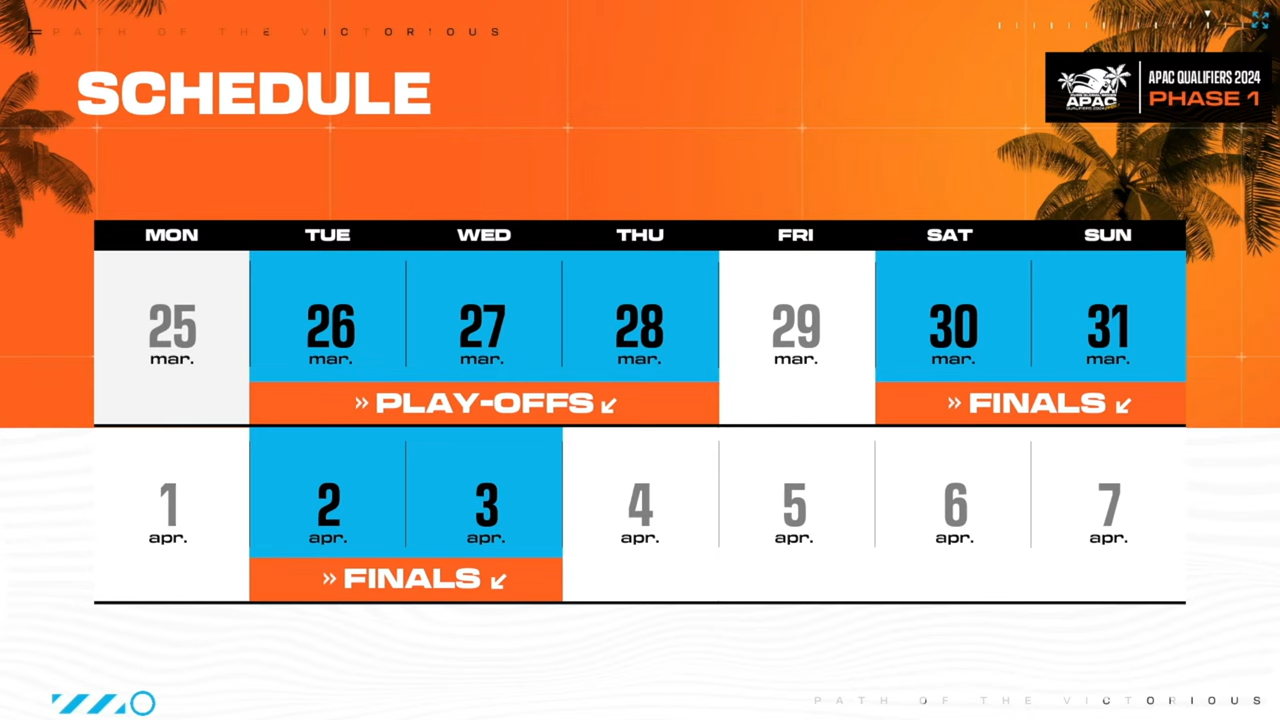 PATH OF THE VICTORIOUS
SCHEDULE
APAC
APAC QUALIFIERS 2024
PHASE 1
MON TUE WED THU FRI SAT SUN
25 26 27 28 29 30 31
mar. mar. mar. mar. mar. mar. mar.
» PLAY-OFFS ↙ » FINALS ↙
1 2 3 4 5 6 7
apr. apr. apr. apr. apr. apr. apr.
» FINALS ↙
PATH OF THE VICTORIOUS